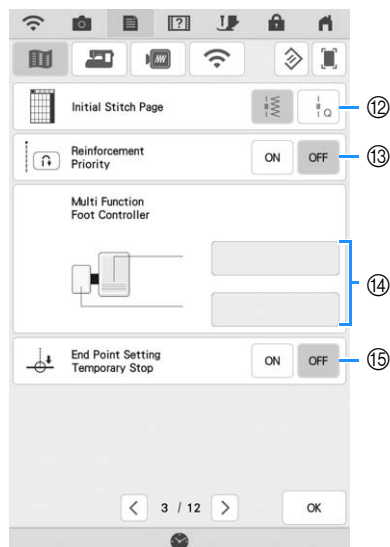 Initial Stitch Page
Q
⑫
Reinforcement
Priority
ON OFF
⑬
Multi Function
Foot Controller
⑭
End Point Setting
Temporary Stop
ON OFF
⑮
< 3 / 12 >
OK